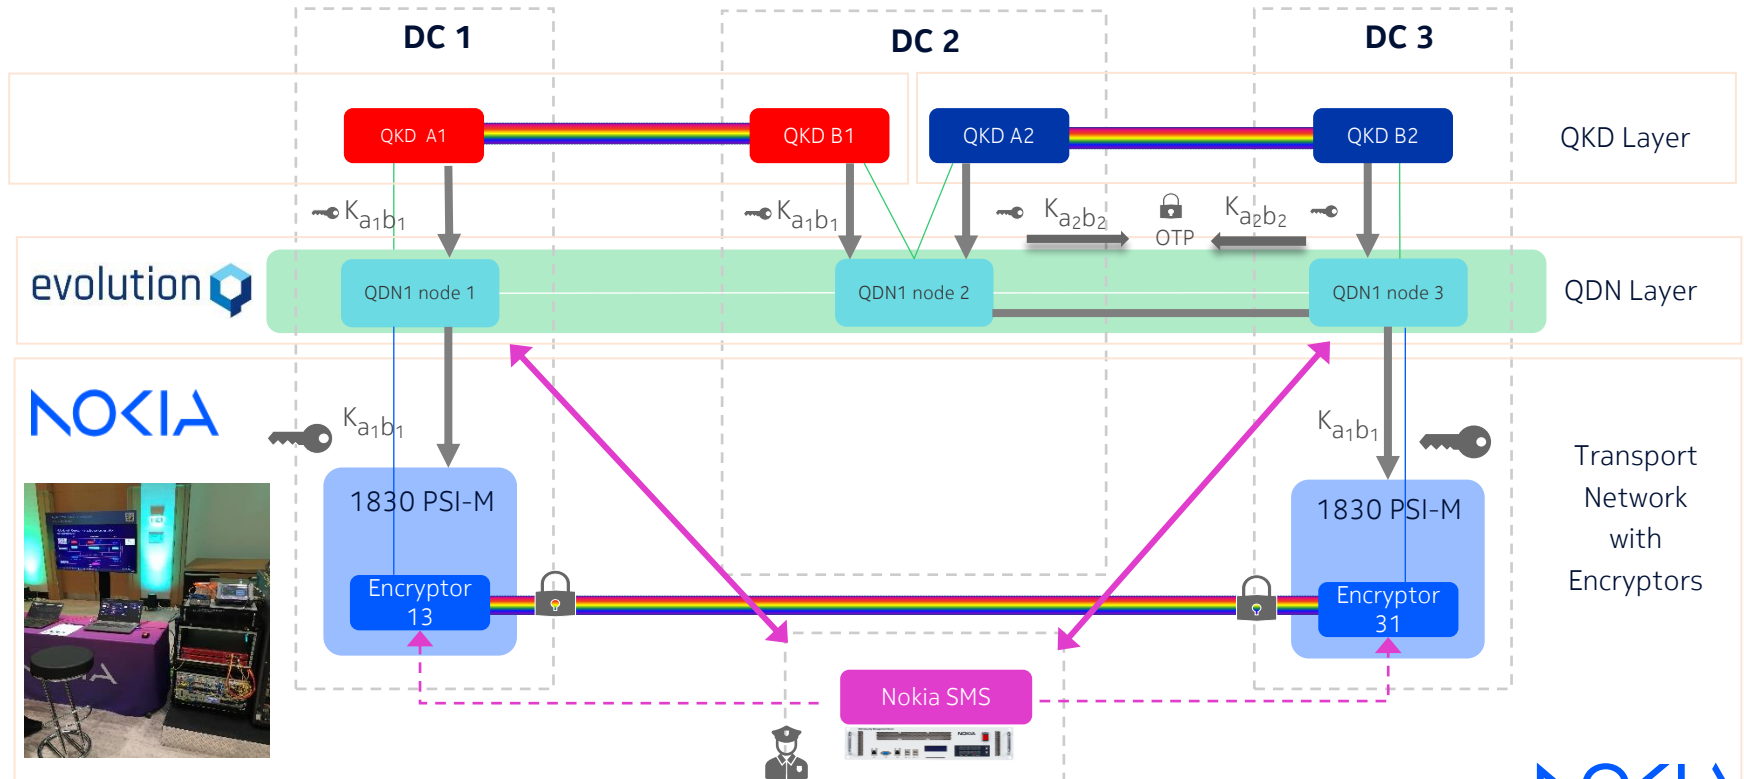 DC 1
DC 2
DC 3
QKD A1
QKD B1
QKD A2
QKD B2
QKD Layer
Ka1b1
Ka1b1
Ka2b2
OTP
Ka2b2
evolution
QDN1 node 1
QDN1 node 2
QDN1 node 3
QDN Layer
NOKIA
Ka1b1
Ka1b1
Transport
Network
with
Encryptors
1830 PSI-M
1830 PSI-M
Encryptor
13
Encryptor
31
Nokia SMS
NOKIA
NOKIA